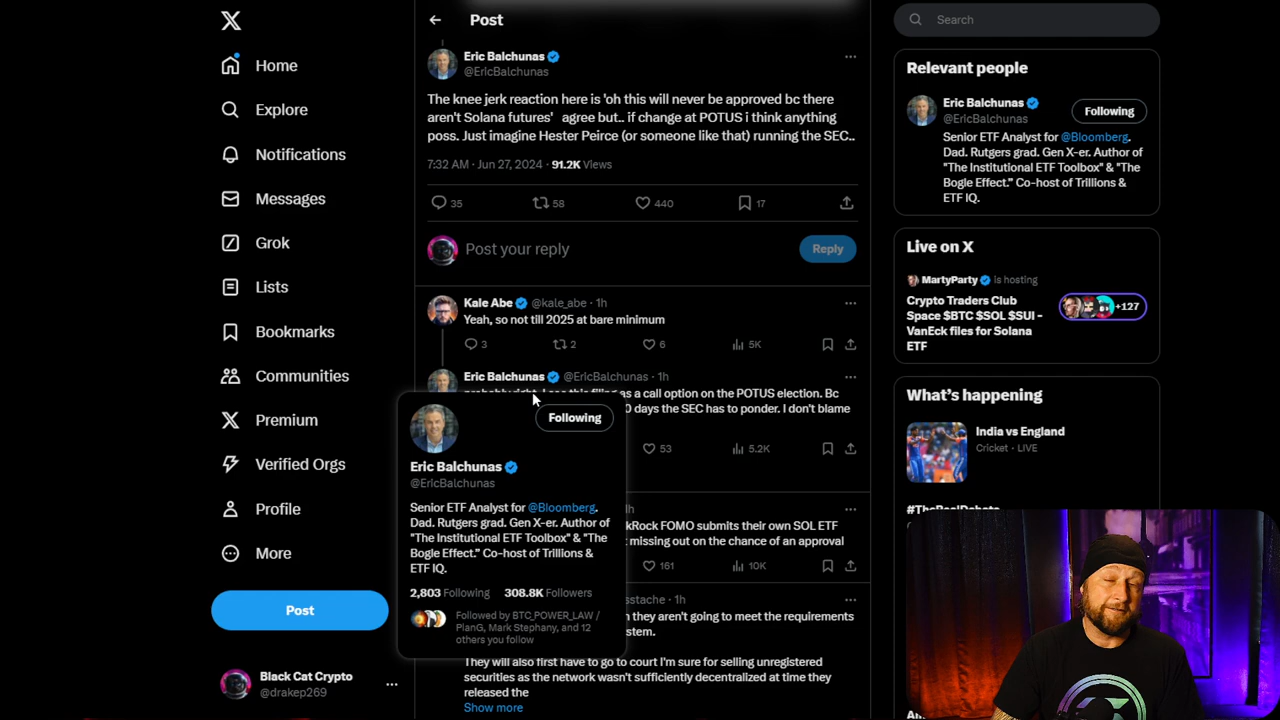 Home
Explore
Notifications
Messages
Grok
Lists
Bookmarks
Communities
Premium
Verified Orgs
Profile
More
Post
Black Cat Crypto
@drakep269
Post
Eric Balchunas
@EricBalchunas
The knee jerk reaction here is 'oh this will never be approved bc there
aren't Solana futures' agree but.. if change at POTUS i think anything
poss. Just imagine Hester Peirce (or someone like that) running the SEC..
7:32 AM · Jun 27, 2024 · 91.2K Views
35 58 440 17
Post your reply
Reply
Kale Abe @kale_abe · 1h
Yeah, so not till 2025 at bare minimum
3 2 6 5K
Eric Balchunas @EricBalchunas · 1h
as a call option on the POTUS election. Bc
0 days the SEC has to ponder. I don't blame
53 5.2K
Following
Eric Balchunas
@EricBalchunas
Senior ETF Analyst for @Bloomberg.
Dad. Rutgers grad. Gen X-er. Author of
"The Institutional ETF Toolbox" & "The
Bogle Effect." Co-host of Trillions &
ETF IQ.
2,803 Following 308.8K Followers
Followed by BTC_POWER_LAW /
PlanG, Mark Stephany, and 12
others you follow
kRock FOMO submits their own SOL ETF
missing out on the chance of an approval
161 10K
sstache · 1h
they aren't going to meet the requirements
stem.
They will also first have to go to court I'm sure for selling unregistered
securities as the network wasn't sufficiently decentralized at time they
released the
Show more
Search
Relevant people
Eric Balchunas
@EricBalchunas
Following
Senior ETF Analyst for @Bloomberg.
Dad. Rutgers grad. Gen X-er. Author of
"The Institutional ETF Toolbox" & "The
Bogle Effect." Co-host of Trillions &
ETF IQ.
Live on X
MartyParty is hosting
Crypto Traders Club
Space $BTC $SOL $SUI -
VanEck files for Solana
ETF
+127
What's happening
India vs England
Cricket · LIVE